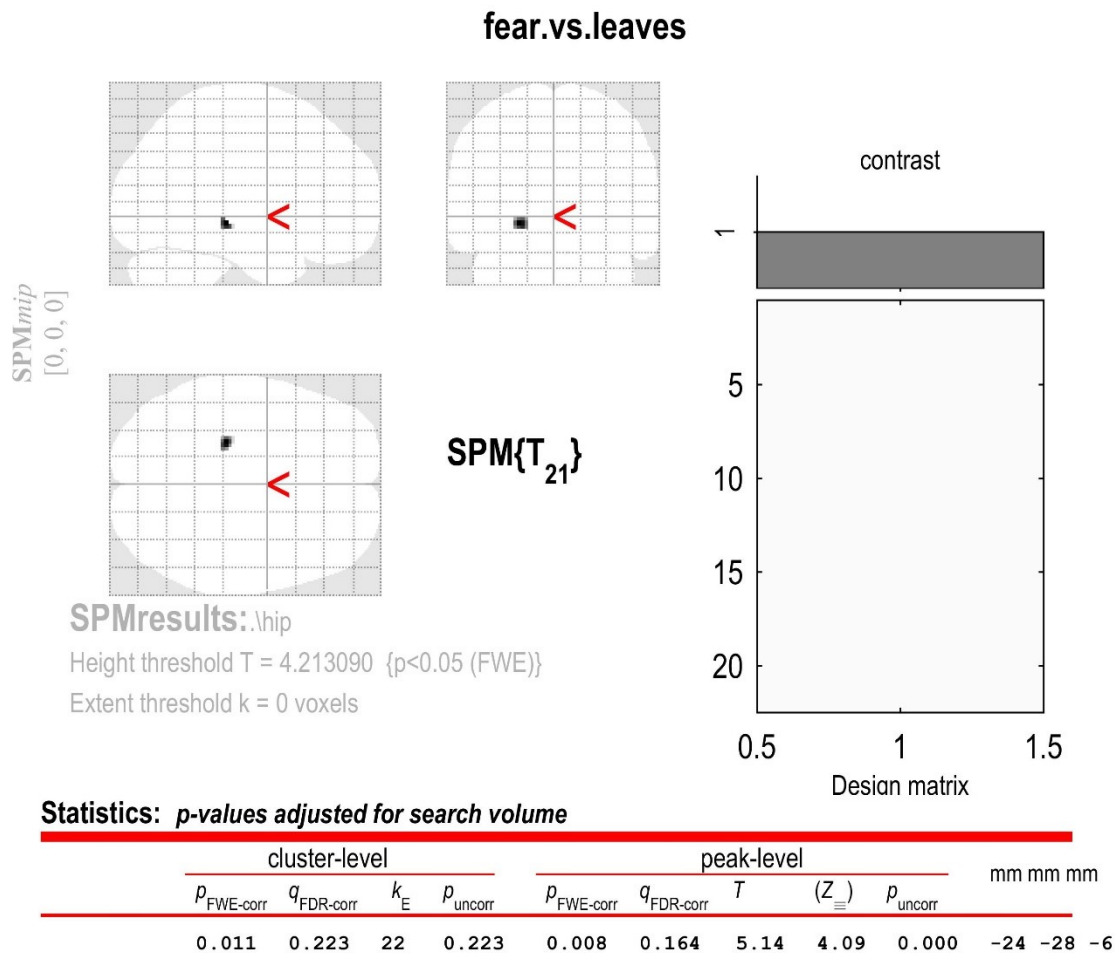 fear.vs.leaves
SPMmip
[0, 0, 0]
<
<
<
SPM{T21}
SPMresults:.\hip
Height threshold T = 4.213090 {p<0.05 (FWE)}
Extent threshold k = 0 voxels
contrast
1
5
10
15
20
0.5 1 1.5
Design matrix
Statistics: p-values adjusted for search volume
cluster-level peak-level mm mm mm
pFWE-corr qFDR-corr kE puncorr pFWE-corr qFDR-corr T (Z≡) puncorr
0.011 0.223 22 0.223 0.008 0.164 5.14 4.09 0.000 -24 -28 -6